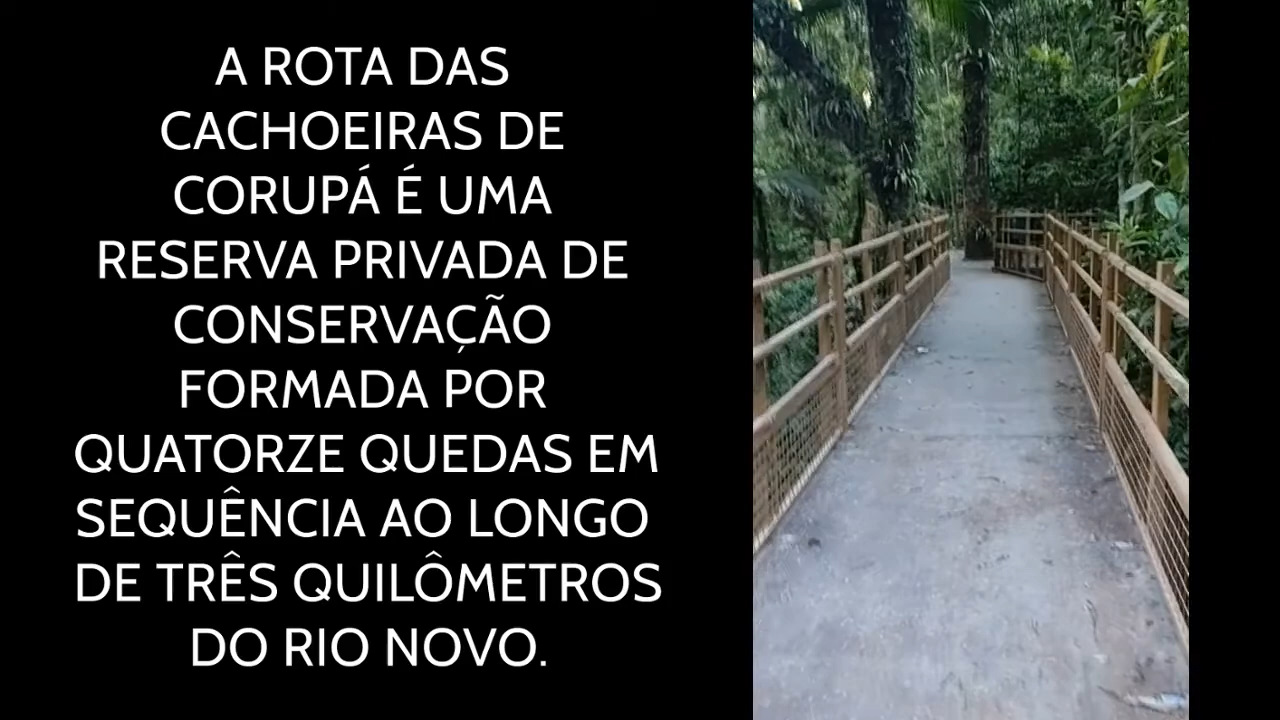 A ROTA DAS
CACHOEIRAS DE
CORUPÁ É UMA
RESERVA PRIVADA DE
CONSERVAÇÃO
FORMADA POR
QUATORZE QUEDAS EM
SEQUÊNCIA AO LONGO
DE TRÊS QUILÔMETROS
DO RIO NOVO.